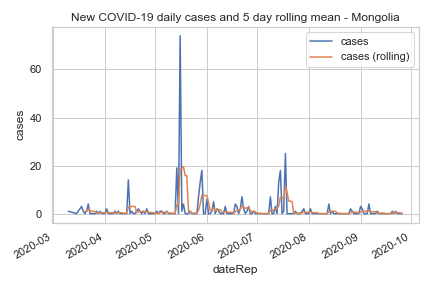 New COVID-19 daily cases and 5 day rolling mean - Mongolia
cases
cases (rolling)
60
40
20
0
cases
2020-03
2020-04
2020-05
2020-06
2020-07
2020-08
2020-09
2020-10
dateRep